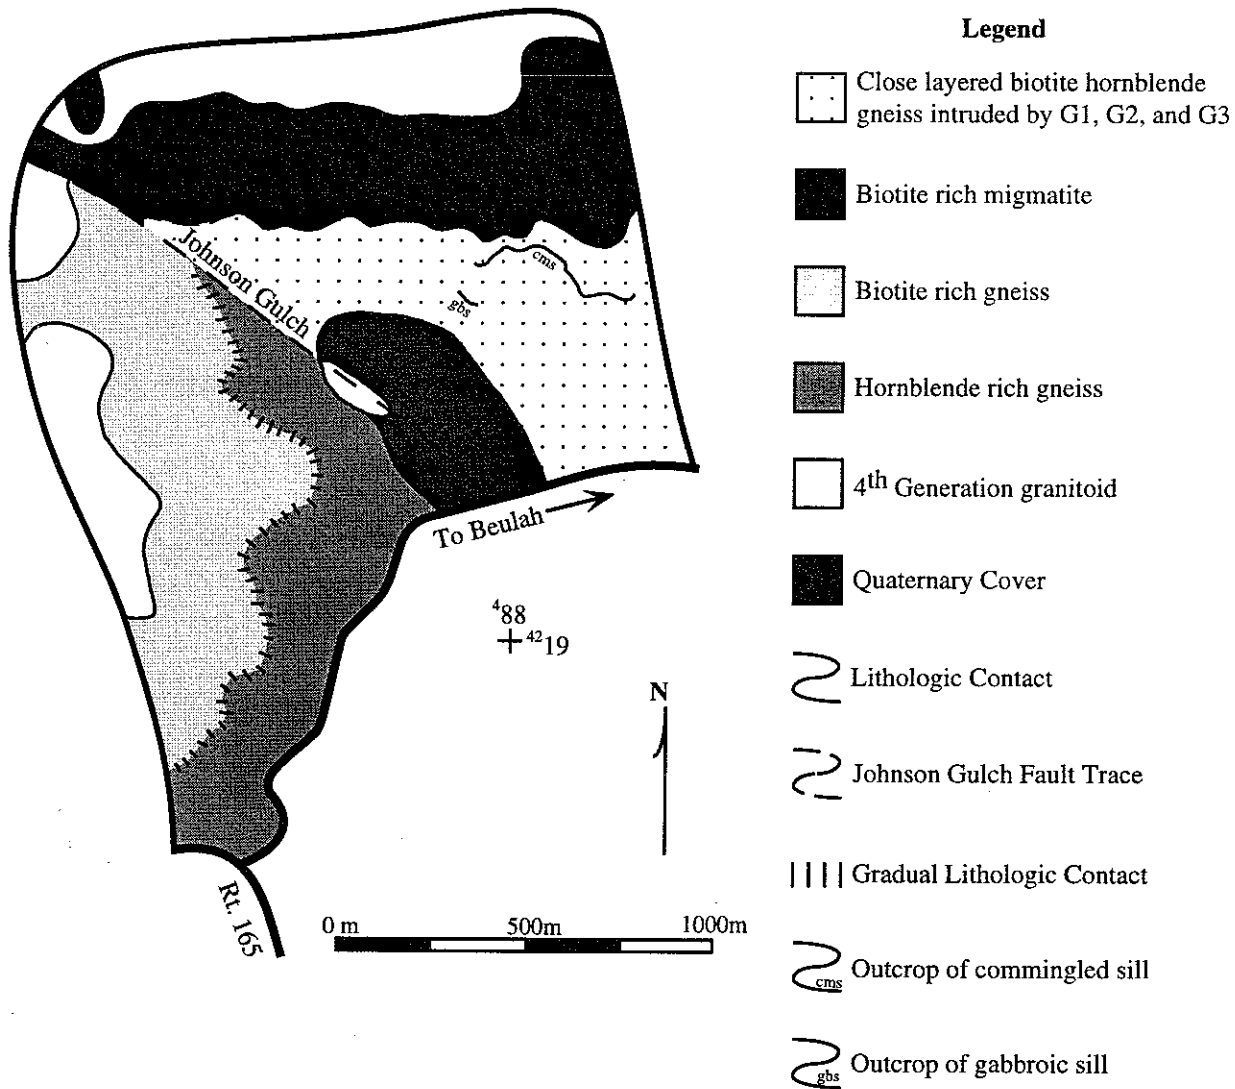 Legend
Close layered biotite hornblende
gneiss intruded by G1, G2, and G3
Biotite rich migmatite
Biotite rich gneiss
Hornblende rich gneiss
4th Generation granitoid
Quaternary Cover
Lithologic Contact
Johnson Gulch Fault Trace
Gradual Lithologic Contact
Outcrop of commingled sill
cms
Outcrop of gabbroic sill
gbs
Johnson Gulch
cms
gbs
To Beulah
488
4219
N
Rt. 165
0 m 500m 1000m